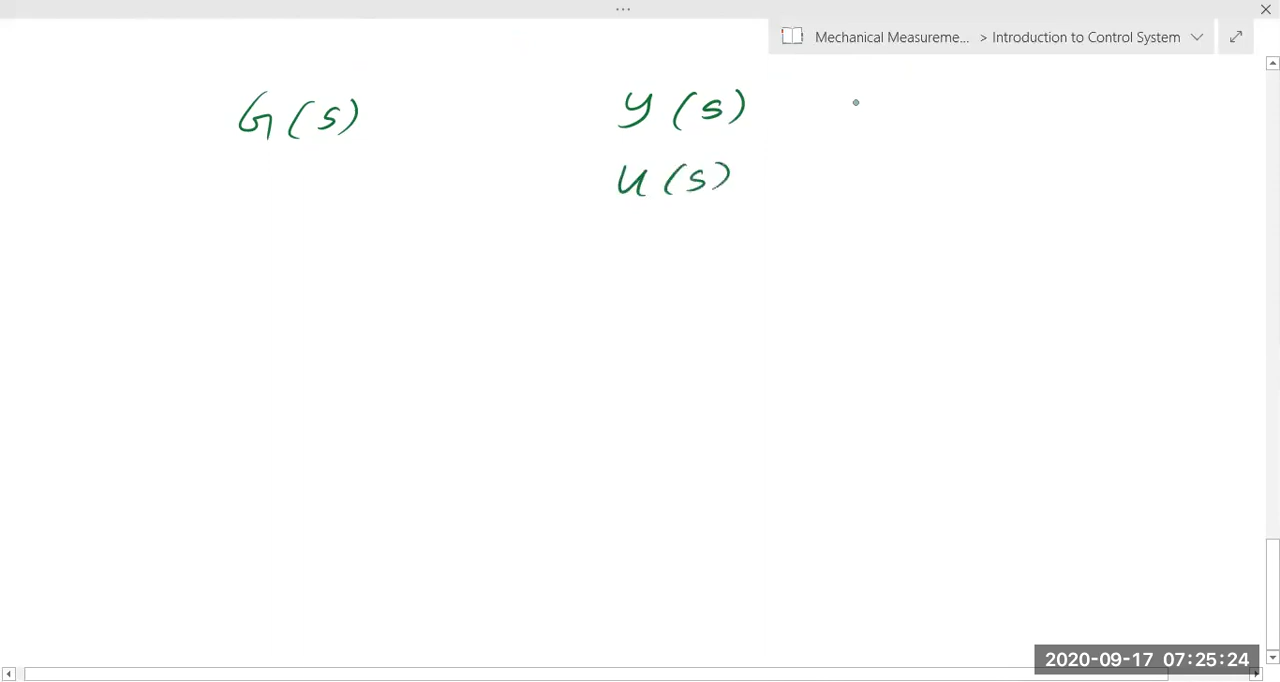 ...
Mechanical Measureme... > Introduction to Control System
G(s) y(s)
u(s)
2020-09-17 07:25:24